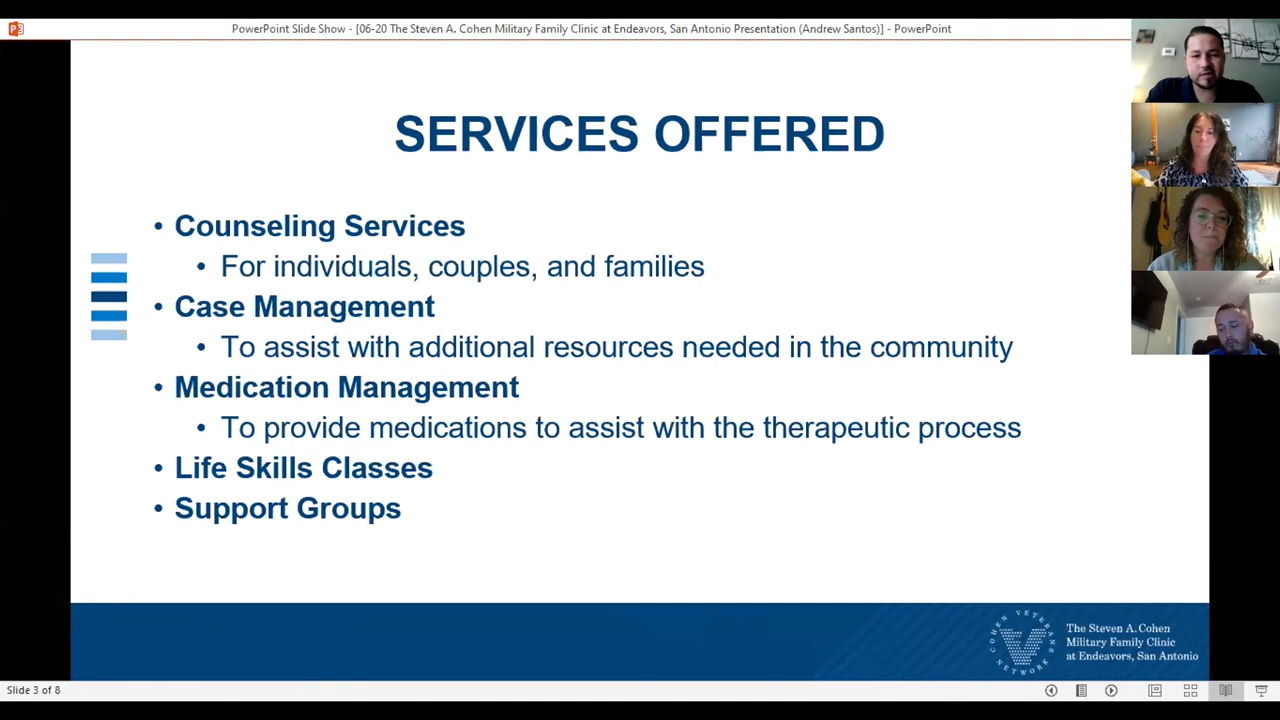 PowerPoint Slide Show - [06-20 The Steven A. Cohen Military Family Clinic at Endeavors, San Antonio Presentation (Andrew Santos)] - PowerPoint
SERVICES OFFERED
• Counseling Services
• For individuals, couples, and families
• Case Management
• To assist with additional resources needed in the community
• Medication Management
• To provide medications to assist with the therapeutic process
• Life Skills Classes
• Support Groups
COHEN VETERANS NETWORK
The Steven A. Cohen
Military Family Clinic
at Endeavors, San Antonio
Slide 3 of 8